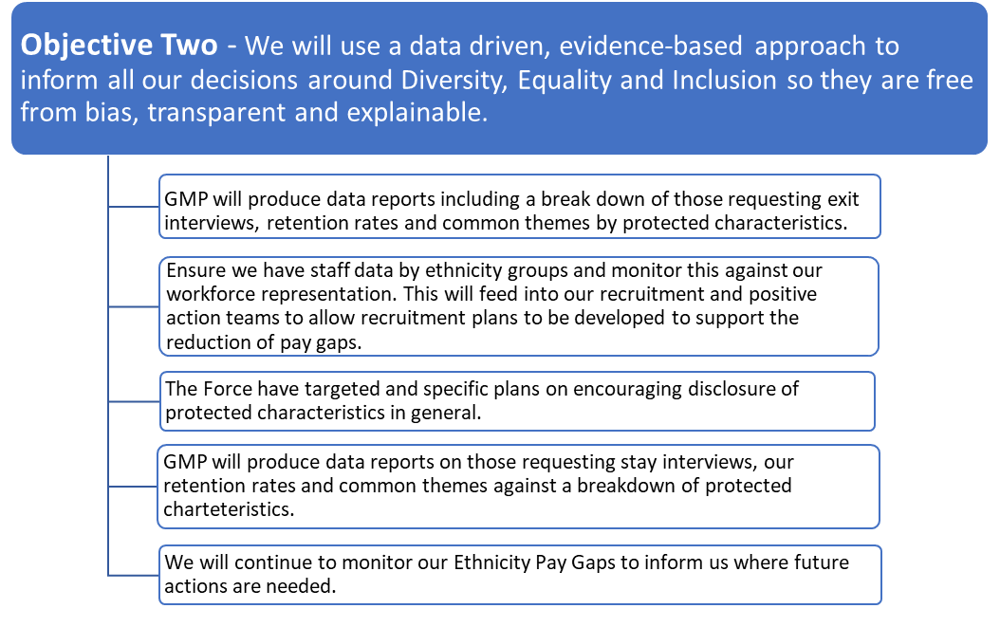 Objective Two - We will use a data driven, evidence-based approach to
inform all our decisions around Diversity, Equality and Inclusion so they are free
from bias, transparent and explainable.
GMP will produce data reports including a break down of those requesting exit
interviews, retention rates and common themes by protected characteristics.
Ensure we have staff data by ethnicity groups and monitor this against our
workforce representation. This will feed into our recruitment and positive
action teams to allow recruitment plans to be developed to support the
reduction of pay gaps.
The Force have targeted and specific plans on encouraging disclosure of
protected characteristics in general.
GMP will produce data reports on those requesting stay interviews, our
retention rates and common themes against a breakdown of protected
charteteristics.
We will continue to monitor our Ethnicity Pay Gaps to inform us where future
actions are needed.